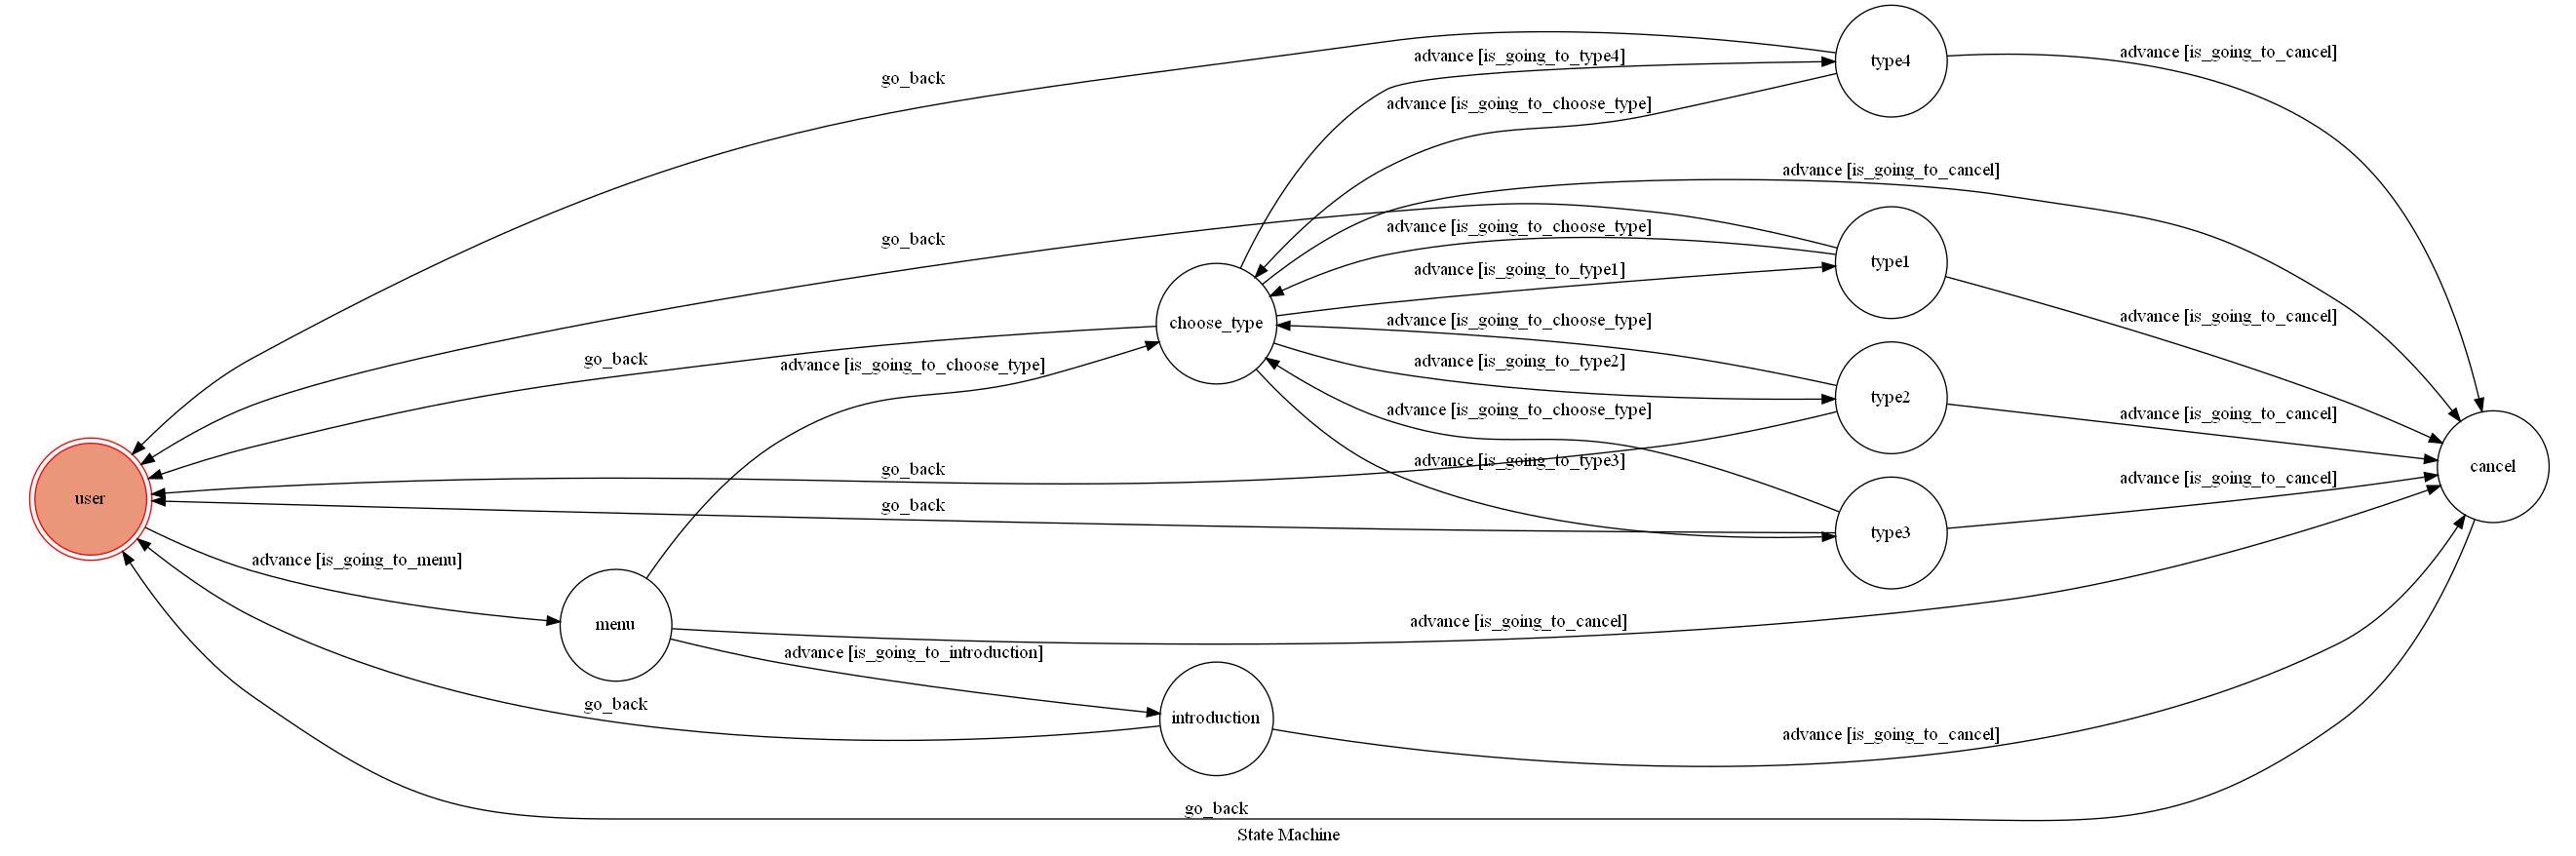 advance [is_going_to_cancel]
advance [is_going_to_type4]
type4
go_back
advance [is_going_to_choose_type]
advance [is_going_to_cancel]
advance [is_going_to_choose_type]
go_back
type1
advance [is_going_to_type1]
advance [is_going_to_cancel]
advance [is_going_to_choose_type]
choose_type
go_back
advance [is_going_to_choose_type]
advance [is_going_to_type2]
type2
advance [is_going_to_choose_type]
advance [is_going_to_cancel]
advance [is_going_to_type3]
cancel
go_back
advance [is_going_to_cancel]
user
go_back
type3
advance [is_going_to_menu]
menu
advance [is_going_to_cancel]
advance [is_going_to_introduction]
go_back
introduction
advance [is_going_to_cancel]
go_back
State Machine